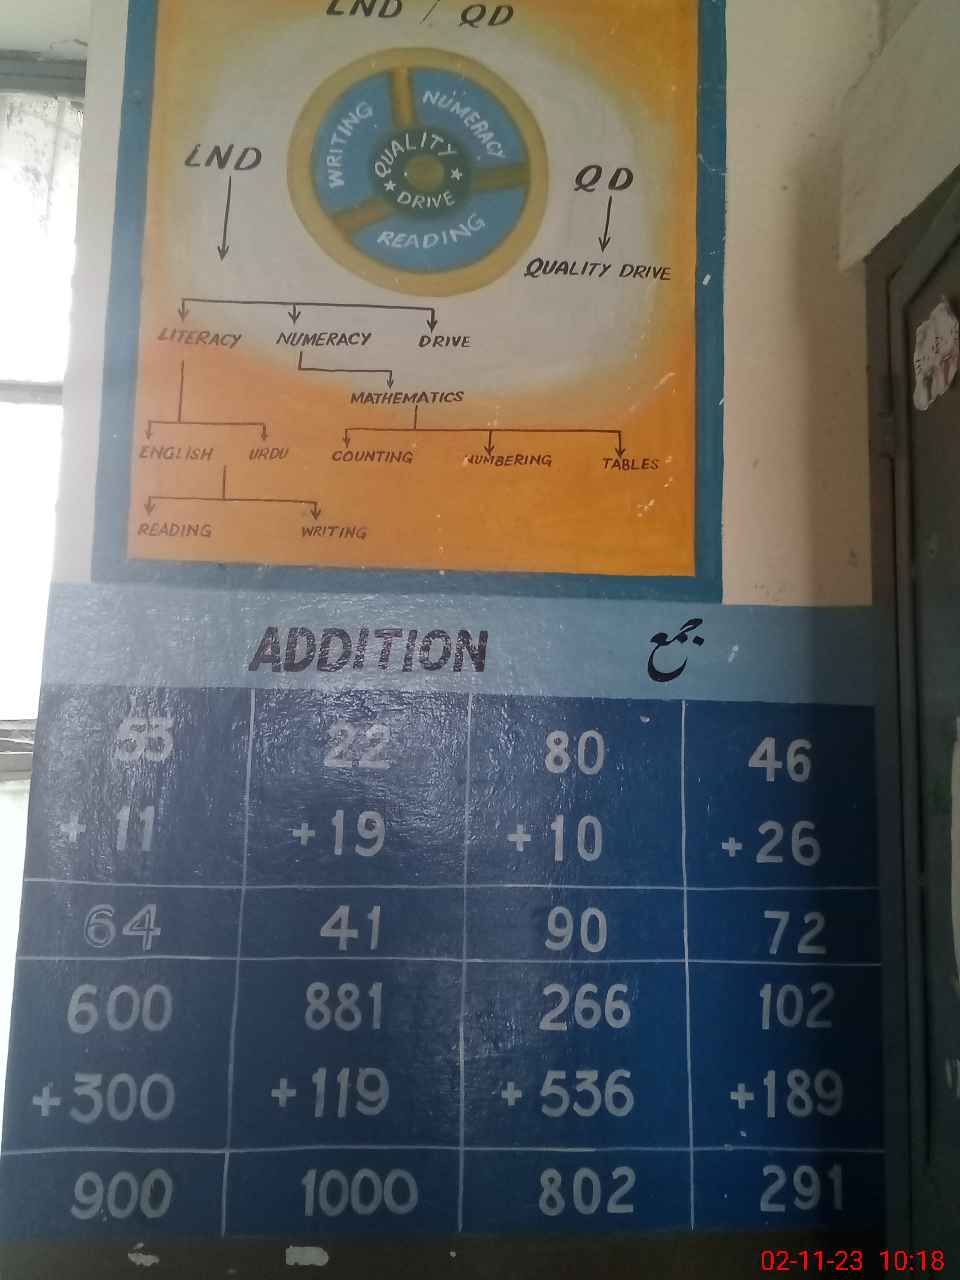 LND / QD
WRITING
NUMERACY
READING
QUALITY
DRIVE
LND
QD
QUALITY DRIVE
LITERACY NUMERACY DRIVE
MATHEMATICS
ENGLISH URDU COUNTING NUMBERING TABLES
READING WRITING
ADDITION جمع
53 22 80 46
+ 11 + 19 + 10 + 26
64 41 90 72
600 881 266 102
+300 +119 + 536 +189
900 1000 802 291
02-11-23 10:18